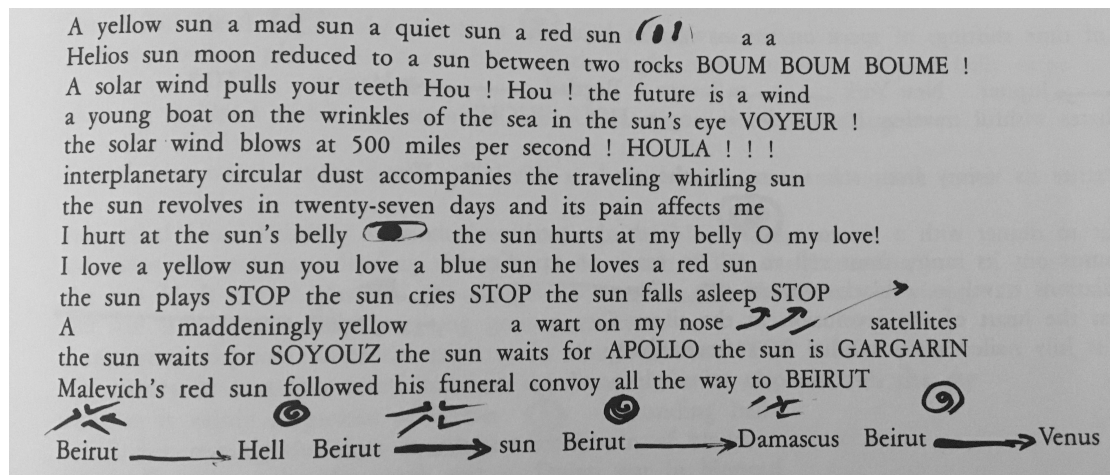 A yellow sun a mad sun a quiet sun a red sun a a
Helios sun moon reduced to a sun between two rocks BOUM BOUM BOUME !
A solar wind pulls your teeth Hou ! Hou ! the future is a wind
a young boat on the wrinkles of the sea in the sun's eye VOYEUR !
the solar wind blows at 500 miles per second ! HOULA ! ! !
interplanetary circular dust accompanies the traveling whirling sun
the sun revolves in twenty-seven days and its pain affects me
I hurt at the sun's belly the sun hurts at my belly O my love!
I love a yellow sun you love a blue sun he loves a red sun
the sun plays STOP the sun cries STOP the sun falls asleep STOP
A maddeningly yellow a wart on my nose satellites
the sun waits for SOYOUZ the sun waits for APOLLO the sun is GARGARIN
Malevich's red sun followed his funeral convoy all the way to BEIRUT
Beirut → Hell Beirut → sun Beirut → Damascus Beirut → Venus